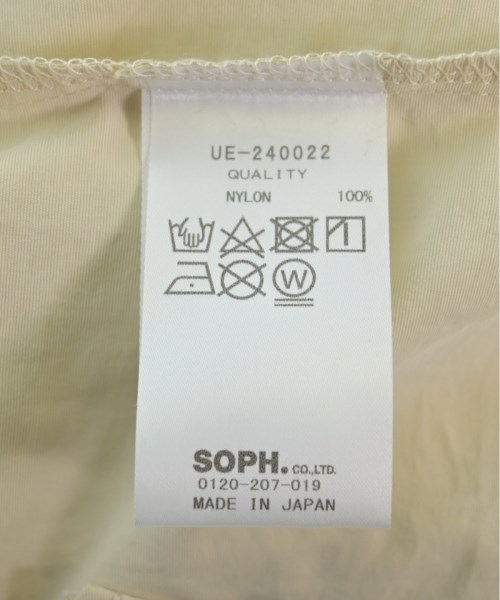 UE-240022
QUALITY
NYLON 100%
W
SOPH. CO.,LTD.
0120-207-019
MADE IN JAPAN